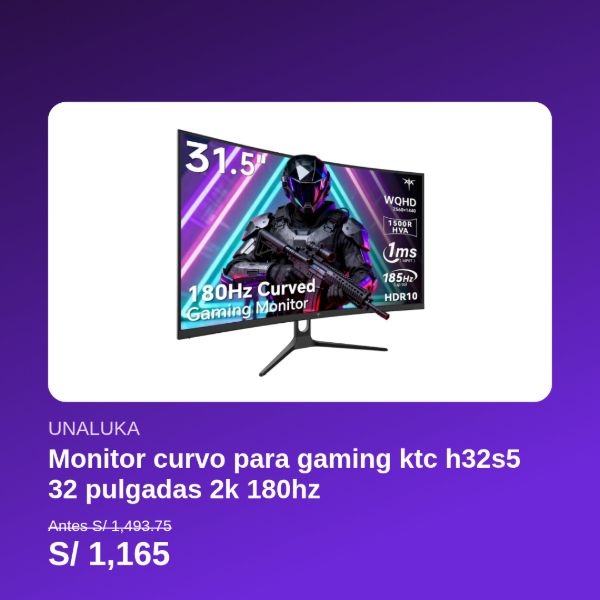 31.5"
WQHD
2560×1440
1500R
HVA
1ms
185Hz
HDR10
180Hz Curved
Gaming Monitor
UNALUKA
Monitor curvo para gaming ktc h32s5
32 pulgadas 2k 180hz
Antes S/ 1,493.75
S/ 1,165